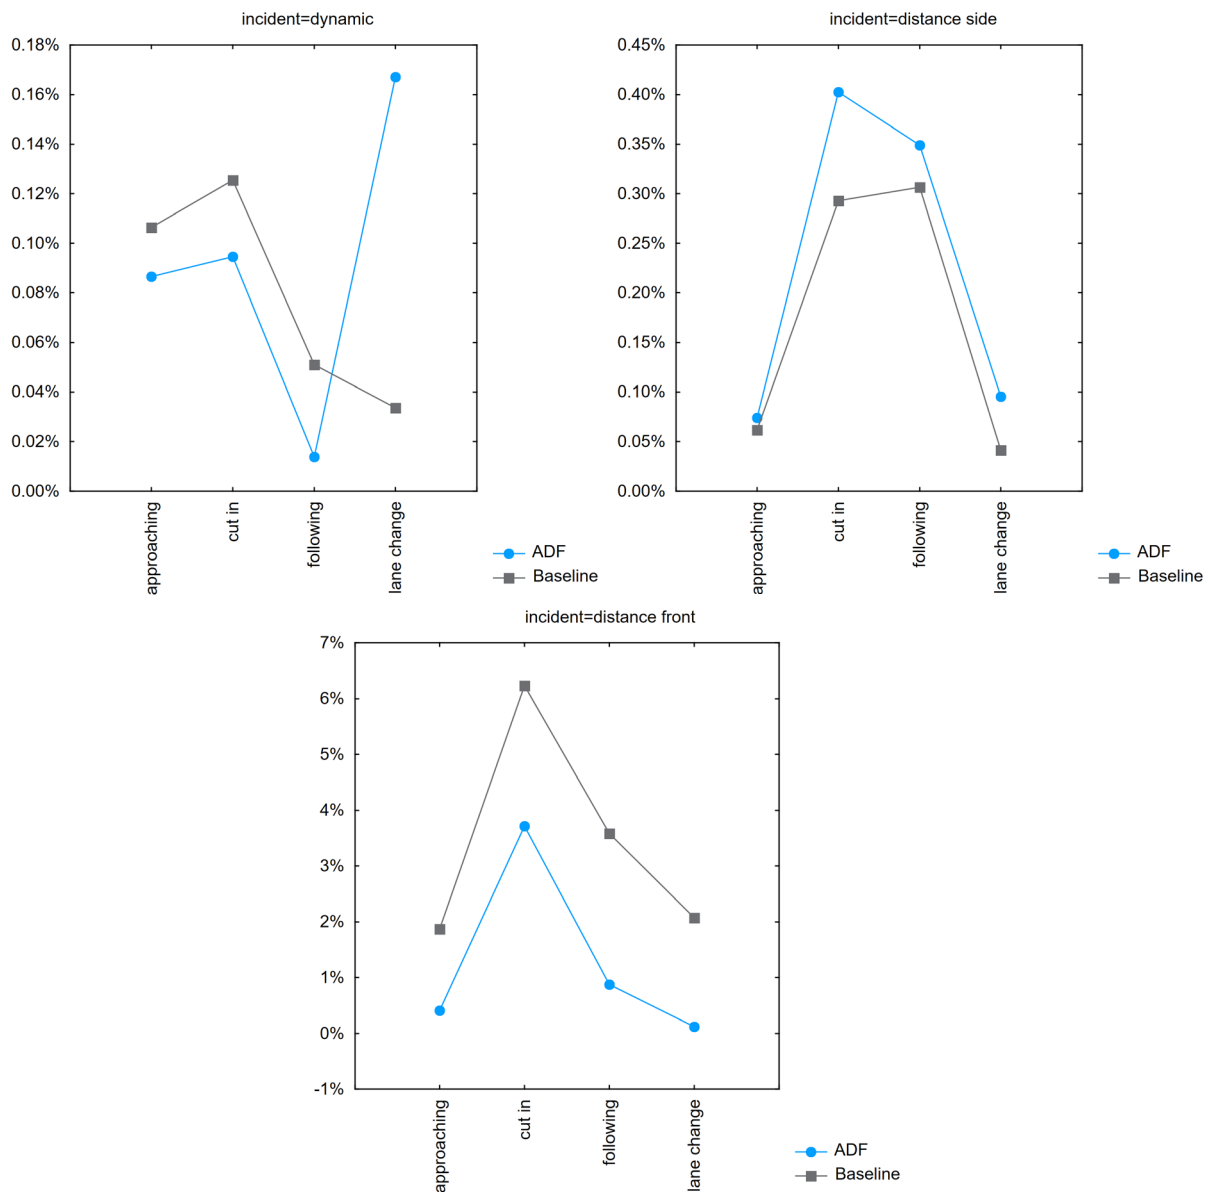 incident=dynamic
0.18%
0.16%
0.14%
0.12%
0.10%
0.08%
0.06%
0.04%
0.02%
0.00%
approaching
cut in
following
lane change
ADF
Baseline
incident=distance side
0.45%
0.40%
0.35%
0.30%
0.25%
0.20%
0.15%
0.10%
0.05%
0.00%
approaching
cut in
following
lane change
ADF
Baseline
incident=distance front
7%
6%
5%
4%
3%
2%
1%
0%
-1%
approaching
cut in
following
lane change
ADF
Baseline